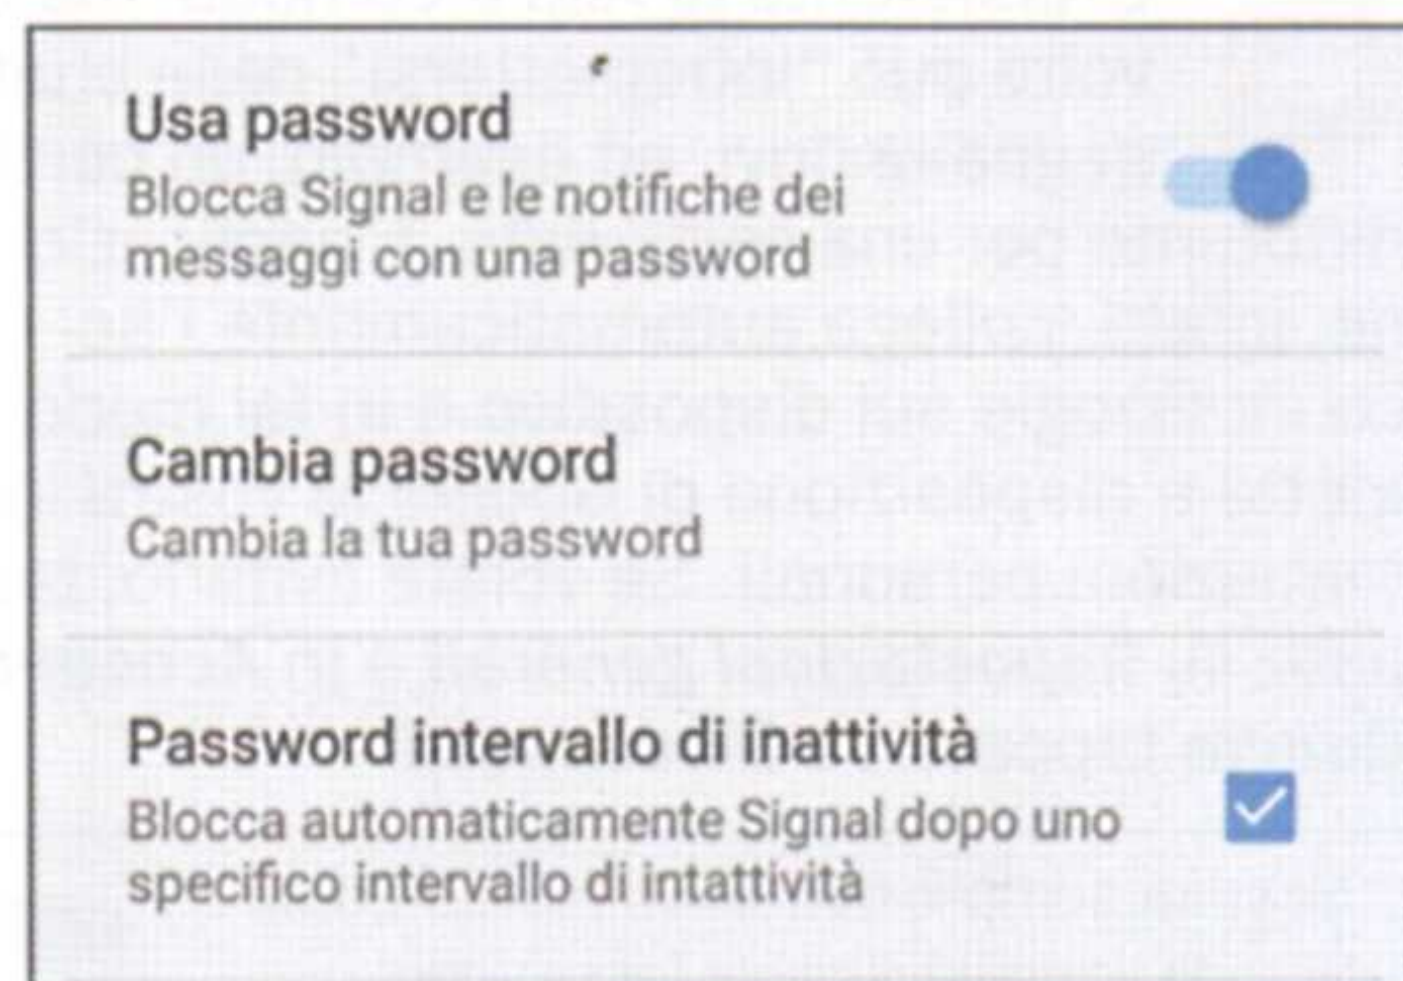 Usa password
Blocca Signal e le notifiche dei
messaggi con una password
Cambia password
Cambia la tua password
Password intervallo di inattività
Blocca automaticamente Signal dopo uno
specifico intervallo di intattività